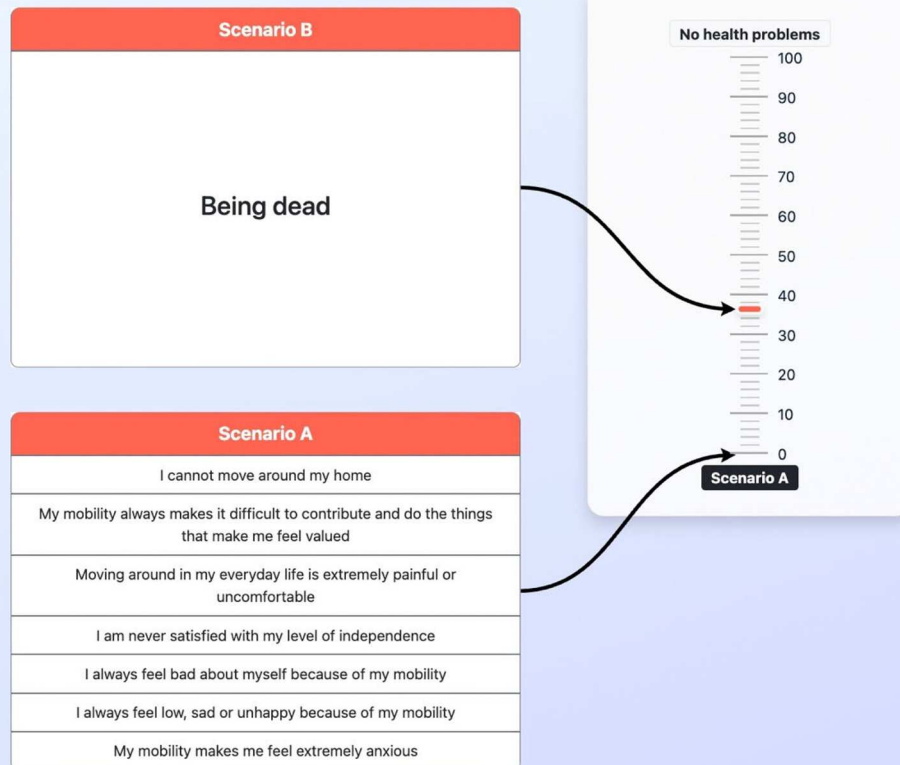 Scenario B
Being dead
Scenario A
I cannot move around my home
My mobility always makes it difficult to contribute and do the things
that make me feel valued
Moving around in my everyday life is extremely painful or
uncomfortable
I am never satisfied with my level of independence
I always feel bad about myself because of my mobility
I always feel low, sad or unhappy because of my mobility
My mobility makes me feel extremely anxious
No health problems
100
90
80
70
60
50
40
30
20
10
0
Scenario A